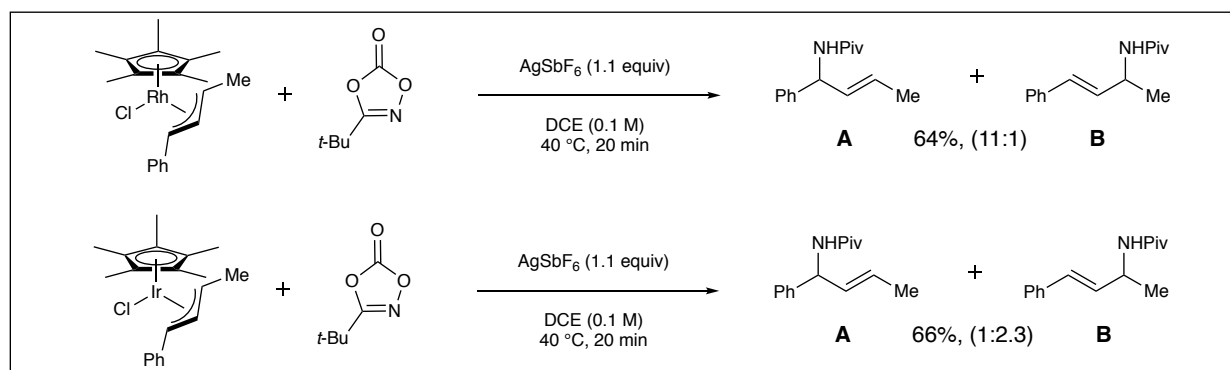 Me
Rh
Cl
Ph
+
O
O
O
N
t-Bu
AgSbF6 (1.1 equiv)
DCE (0.1 M)
40 °C, 20 min
NHPiv
Ph
Me
A
+
64%, (11:1)
NHPiv
Ph
Me
B
Me
Ir
Cl
Ph
+
O
O
O
N
t-Bu
AgSbF6 (1.1 equiv)
DCE (0.1 M)
40 °C, 20 min
NHPiv
Ph
Me
A
+
66%, (1:2.3)
NHPiv
Ph
Me
B